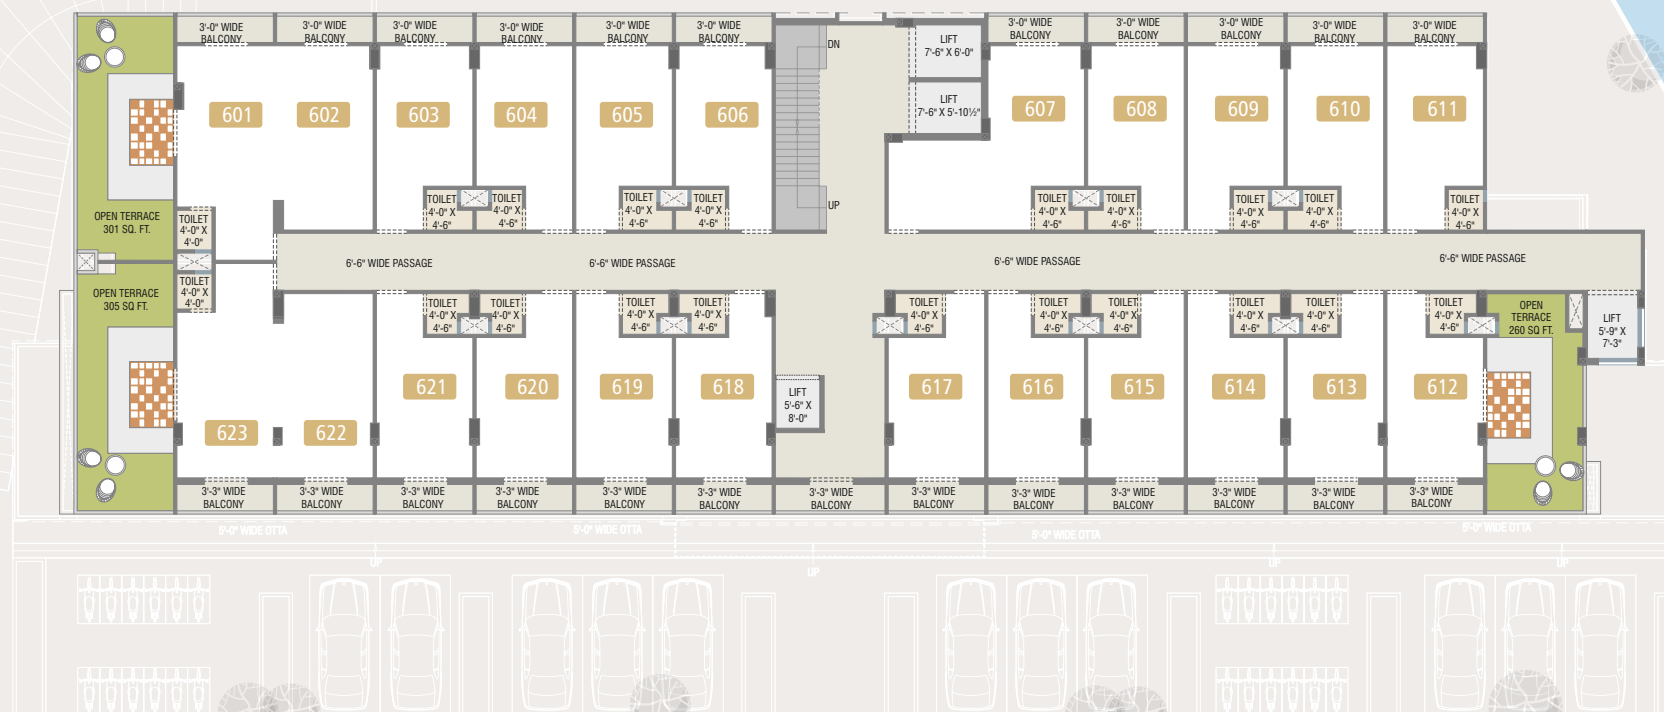 3'-0" WIDE
BALCONY
3'-0" WIDE
BALCONY
3'-0" WIDE
BALCONY
3'-0" WIDE
BALCONY
3'-0" WIDE
BALCONY
3'-0" WIDE
BALCONY
3'-0" WIDE
BALCONY
3'-0" WIDE
BALCONY
3'-0" WIDE
BALCONY
3'-0" WIDE
BALCONY
3'-0" WIDE
BALCONY
DN
LIFT
7'-6" X 6'-0"
LIFT
7'-6" X 5'-10½"
601
602
603
604
605
606
607
608
609
610
611
UP
OPEN TERRACE
301 SQ. FT.
TOILET
4'-0" X
4'-0"
TOILET
4'-0" X
4'-6"
TOILET
4'-0" X
4'-6"
TOILET
4'-0" X
4'-6"
TOILET
4'-0" X
4'-6"
TOILET
4'-0" X
4'-6"
TOILET
4'-0" X
4'-6"
TOILET
4'-0" X
4'-6"
TOILET
4'-0" X
4'-6"
TOILET
4'-0" X
4'-6"
6'-6" WIDE PASSAGE
6'-6" WIDE PASSAGE
6'-6" WIDE PASSAGE
6'-6" WIDE PASSAGE
OPEN TERRACE
305 SQ FT.
TOILET
4'-0" X
4'-0"
TOILET
4'-0" X
4'-6"
TOILET
4'-0" X
4'-6"
TOILET
4'-0" X
4'-6"
TOILET
4'-0" X
4'-6"
TOILET
4'-0" X
4'-6"
TOILET
4'-0" X
4'-6"
TOILET
4'-0" X
4'-6"
TOILET
4'-0" X
4'-6"
TOILET
4'-0" X
4'-6"
TOILET
4'-0" X
4'-6"
OPEN
TERRACE
260 SQ FT.
LIFT
5'-9" X
7'-3"
623
622
621
620
619
618
LIFT
5'-6" X
8'-0"
617
616
615
614
613
612
3'-3" WIDE
BALCONY
3'-3" WIDE
BALCONY
3'-3" WIDE
BALCONY
3'-3" WIDE
BALCONY
3'-3" WIDE
BALCONY
3'-3" WIDE
BALCONY
3'-3" WIDE
BALCONY
3'-3" WIDE
BALCONY
3'-3" WIDE
BALCONY
3'-3" WIDE
BALCONY
3'-3" WIDE
BALCONY
3'-3" WIDE
BALCONY
3'-3" WIDE
BALCONY
5'-0" WIDE OTTA
5'-0" WIDE OTTA
5'-0" WIDE OTTA
5'-0" WIDE OTTA
UP
UP
UP
UP